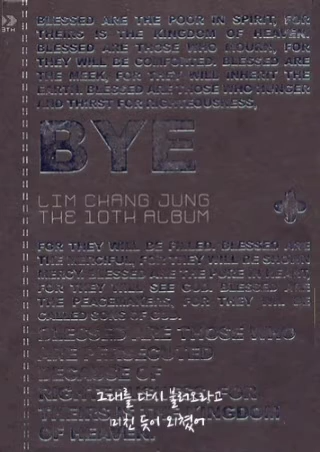 3TH
BLESSED ARE THE POOR IN SPIRIT, FOR
THEIRS IS THE KINGDOM OF HEAVEN.
BLESSED ARE THOSE WHO MOURN, FOR
THEY WILL BE COMFORTED. BLESSED ARE
THE MEEK, FOR THEY WILL INHERIT THE
EARTH. BLESSED ARE THOSE WHO HUNGER
AND THIRST FOR RIGHTEOUSNESS,
BYE
LIM CHANG JUNG
THE 10TH ALBUM
FOR THEY WILL BE FILLED. BLESSED ARE
THE MERCIFUL, FOR THEY WILL BE SHOWN
MERCY. BLESSED ARE THE PURE IN HEART,
FOR THEY WILL SEE GOD. BLESSED ARE
THE PEACEMAKERS, FOR THEY WILL BE
CALLED SONS OF GOD.
BLESSED ARE THOSE WHO
ARE PERSECUTED
BECAUSE OF
FOR
THEIRS KINGDOM
OF HEAVEN.
그대를 다시 불러오라고
미친 듯이 외쳤어